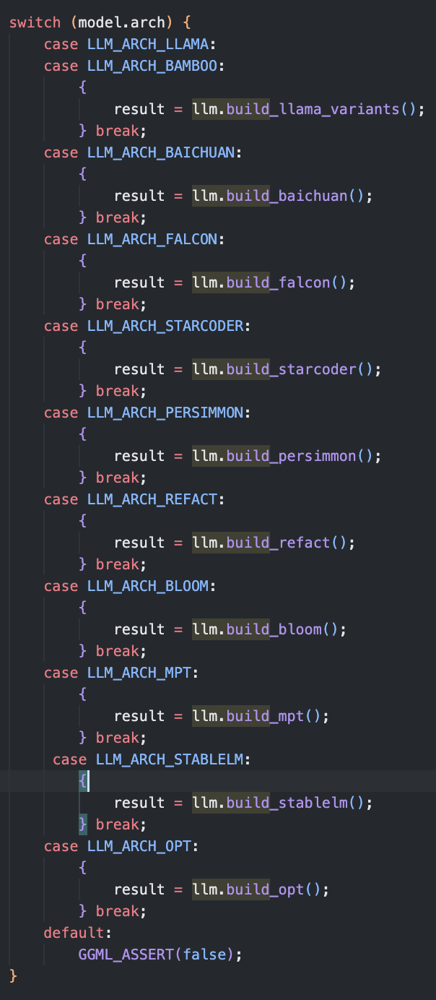 switch (model.arch) {
    case LLM_ARCH_LLAMA:
    case LLM_ARCH_BAMBOO:
        {
            result = llm.build_llama_variants();
        } break;
    case LLM_ARCH_BAICHUAN:
        {
            result = llm.build_baichuan();
        } break;
    case LLM_ARCH_FALCON:
        {
            result = llm.build_falcon();
        } break;
    case LLM_ARCH_STARCODER:
        {
            result = llm.build_starcoder();
        } break;
    case LLM_ARCH_PERSIMMON:
        {
            result = llm.build_persimmon();
        } break;
    case LLM_ARCH_REFACT:
        {
            result = llm.build_refact();
        } break;
    case LLM_ARCH_BLOOM:
        {
            result = llm.build_bloom();
        } break;
    case LLM_ARCH_MPT:
        {
            result = llm.build_mpt();
        } break;
     case LLM_ARCH_STABLELM:
        {
            result = llm.build_stablelm();
        } break;
    case LLM_ARCH_OPT:
        {
            result = llm.build_opt();
        } break;
    default:
        GGML_ASSERT(false);
}